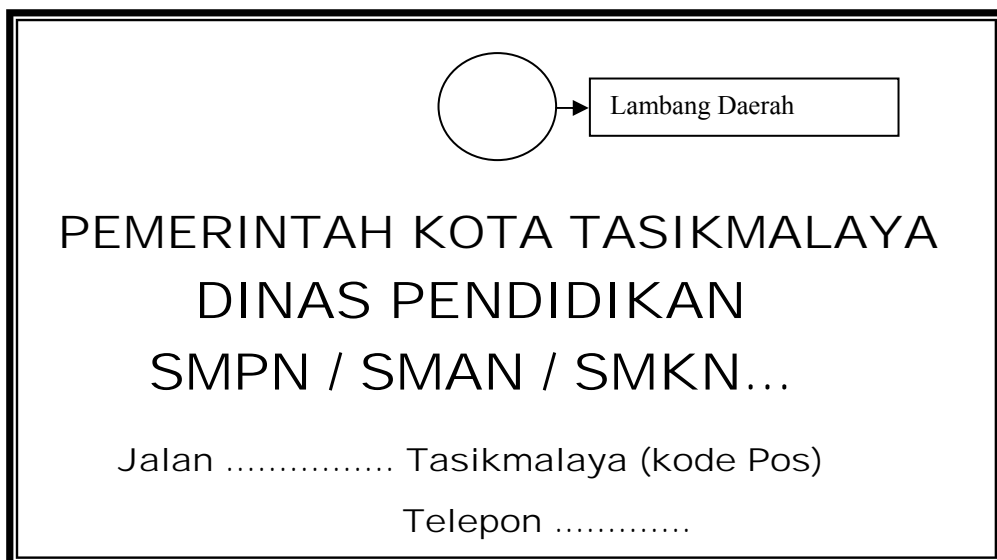 Lambang Daerah
PEMERINTAH KOTA TASIKMALAYA
DINAS PENDIDIKAN
SMPN / SMAN / SMKN...
Jalan ................ Tasikmalaya (kode Pos)
Telepon .............